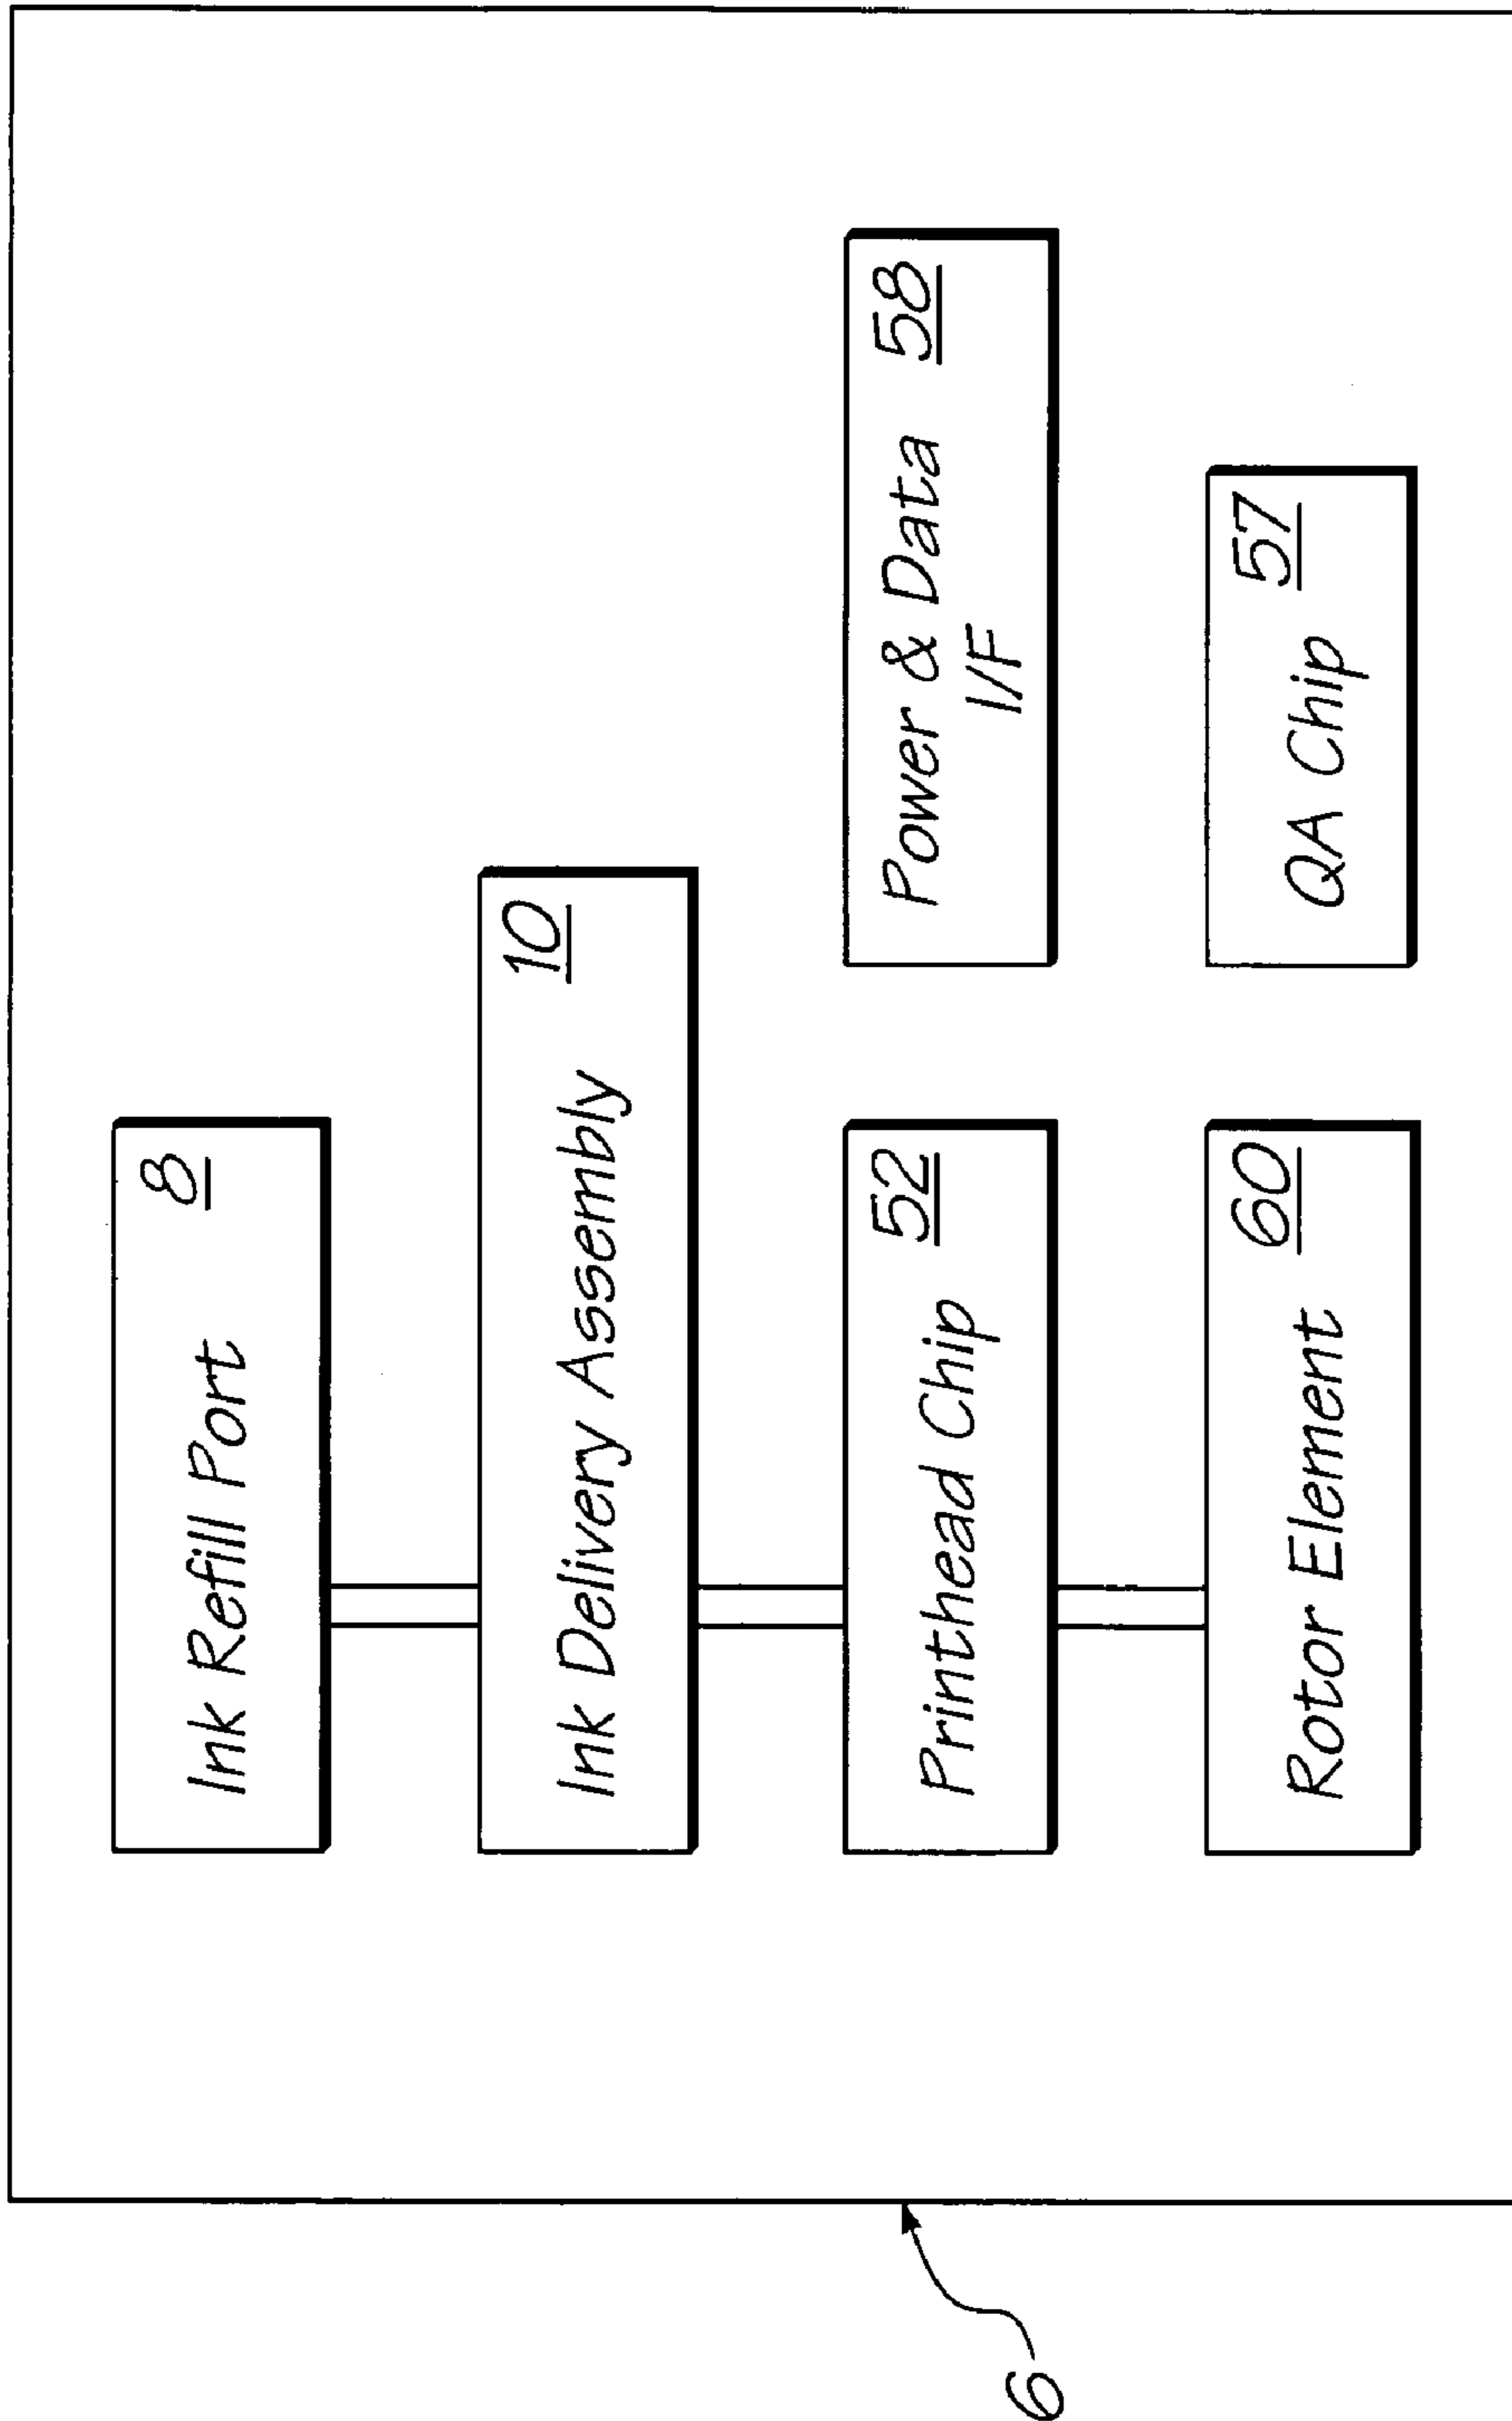 Ink Refill Port 8
Ink Delivery Assembly 10
Printhead Chip 52
Power & Data 58
I/F
Rotor Element 60
QA Chip 57
6